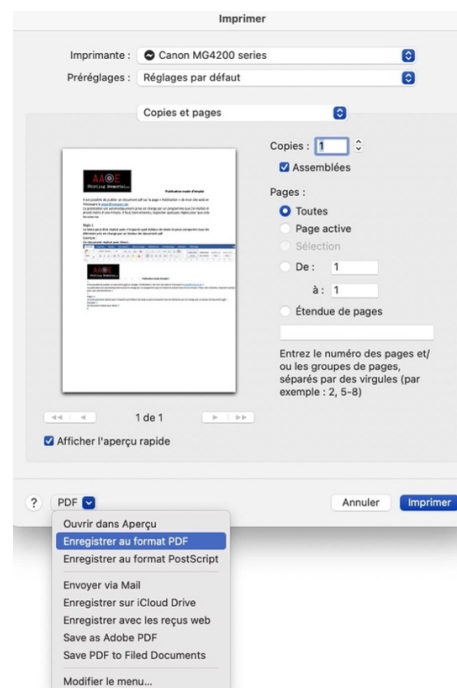 Imprimer
Imprimante :
Canon MG4200 series
Préréglages :
Réglages par défaut
Copies et pages
Copies : 1
Assemblées
Pages :
Toutes
Page active
Sélection
De : 1
à : 1
Étendue de pages
Entrez le numéro des pages et/
ou les groupes de pages,
séparés par des virgules (par
exemple : 2, 5-8)
Publication mode d'emploi
1 de 1
Afficher l'aperçu rapide
? PDF
Annuler
Imprimer
Ouvrir dans Aperçu
Enregistrer au format PDF
Enregistrer au format PostScript
Envoyer via Mail
Enregistrer sur iCloud Drive
Enregistrer avec les reçus web
Save as Adobe PDF
Save PDF to Filed Documents
Modifier le menu...